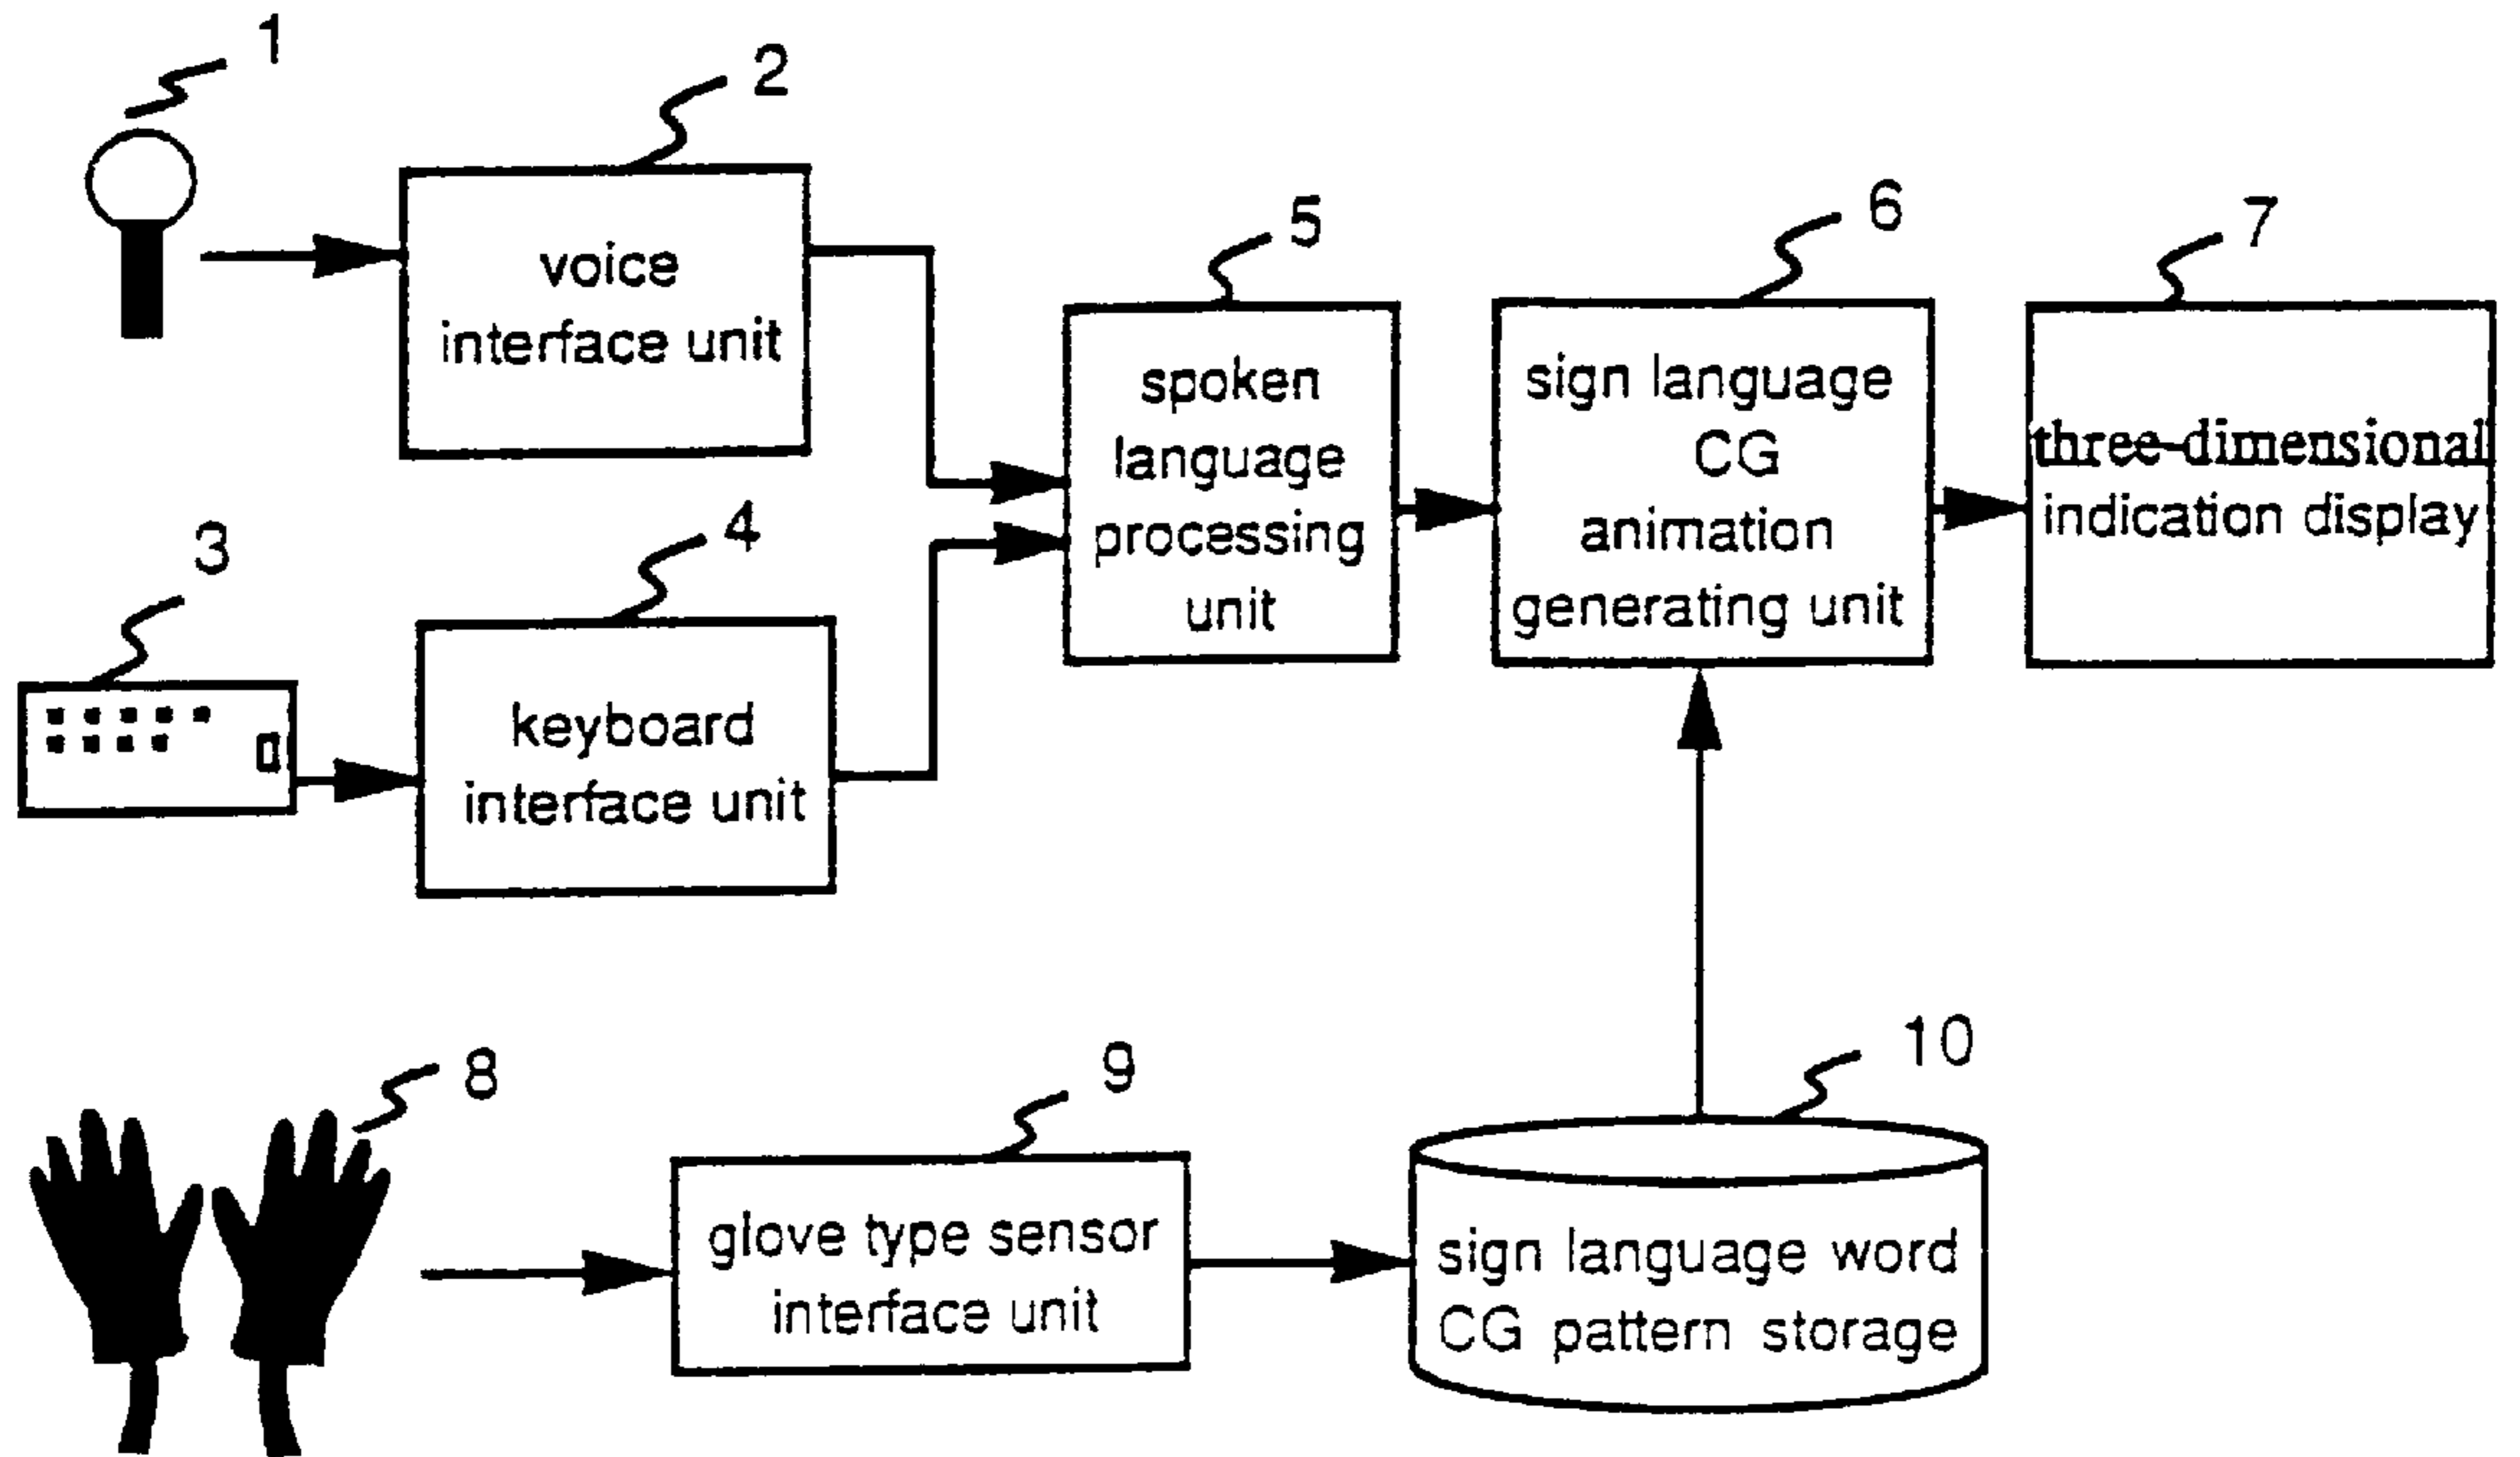 1
2
voice
interface unit
3
4
keyboard
interface unit
5
spoken
language
processing
unit
6
sign language
CG
animation
generating unit
7
three-dimensional
indication display
8
9
glove type sensor
interface unit
10
sign language word
CG pattern storage